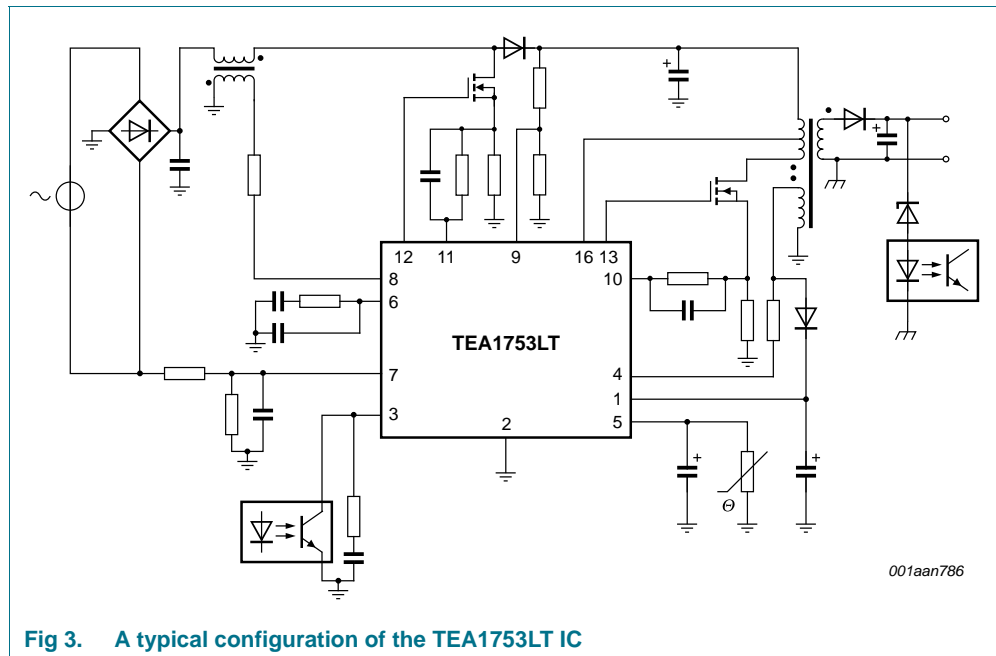 12 11 9 16 13
8 10
6
TEA1753LT
7 4
1
3 2 5
+
+
+
+
∼
Θ
001aan786
Fig 3. A typical configuration of the TEA1753LT IC